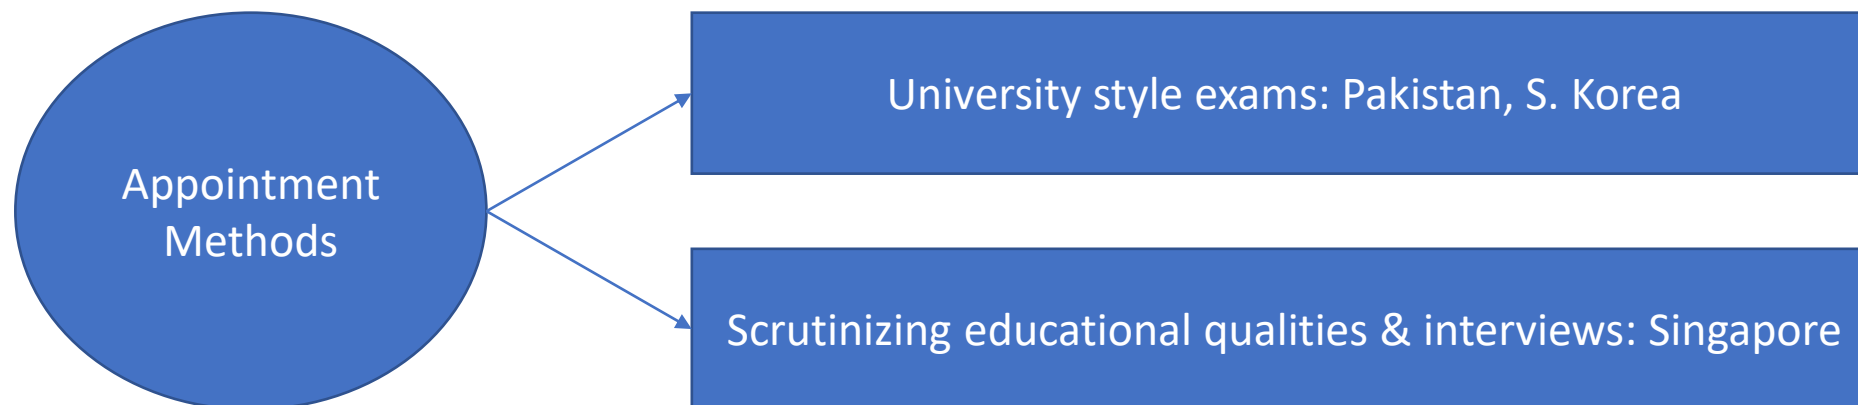 Appointment
Methods
University style exams: Pakistan, S. Korea
Scrutinizing educational qualities & interviews: Singapore